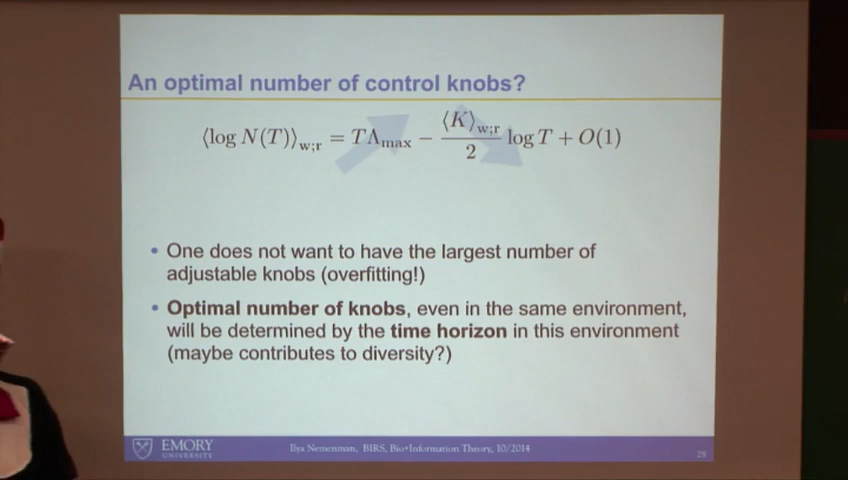 An optimal number of control knobs?
⟨log N(T)⟩w;r = TΛmax − ⟨K⟩w;r / 2 log T + O(1)
• One does not want to have the largest number of
adjustable knobs (overfitting!)
• Optimal number of knobs, even in the same environment,
will be determined by the time horizon in this environment
(maybe contributes to diversity?)
EMORY
UNIVERSITY
Ilya Nemenman, BIRS, Bio+Information Theory, 10/2014
28